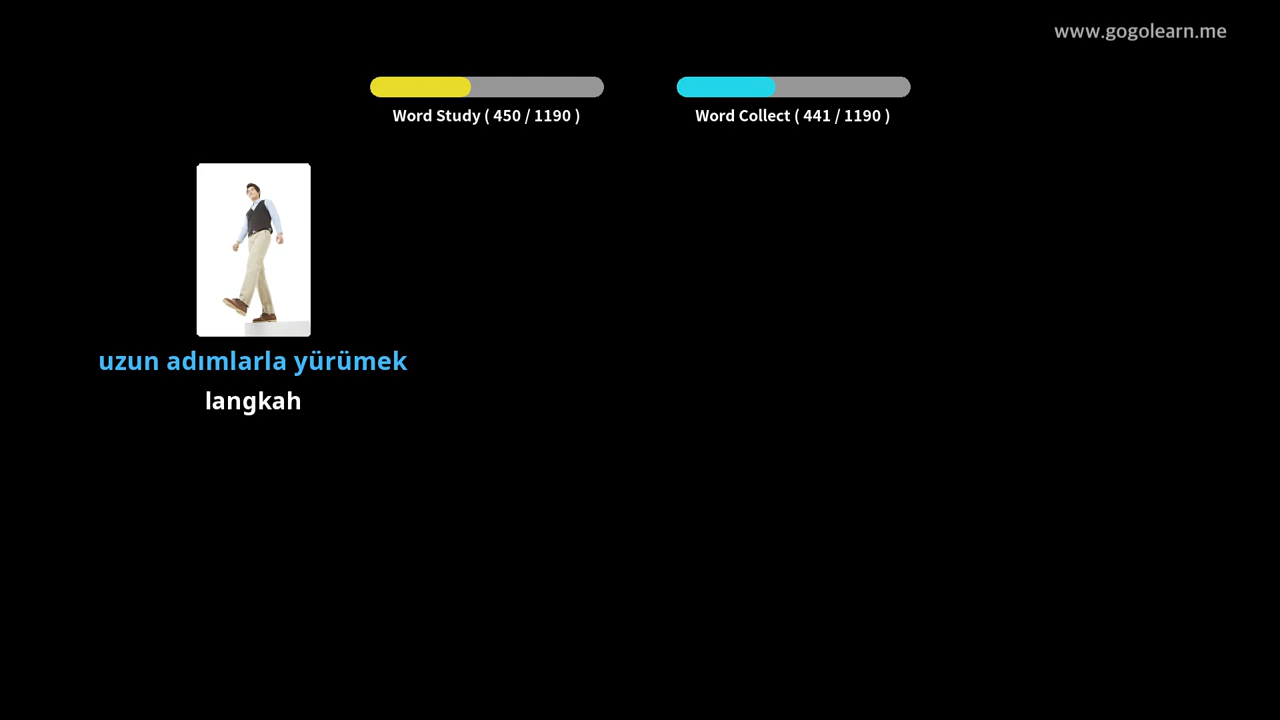 www.gogolearn.me
Word Study ( 450 / 1190 )
Word Collect ( 441 / 1190 )
uzun adımlarla yürümek
langkah